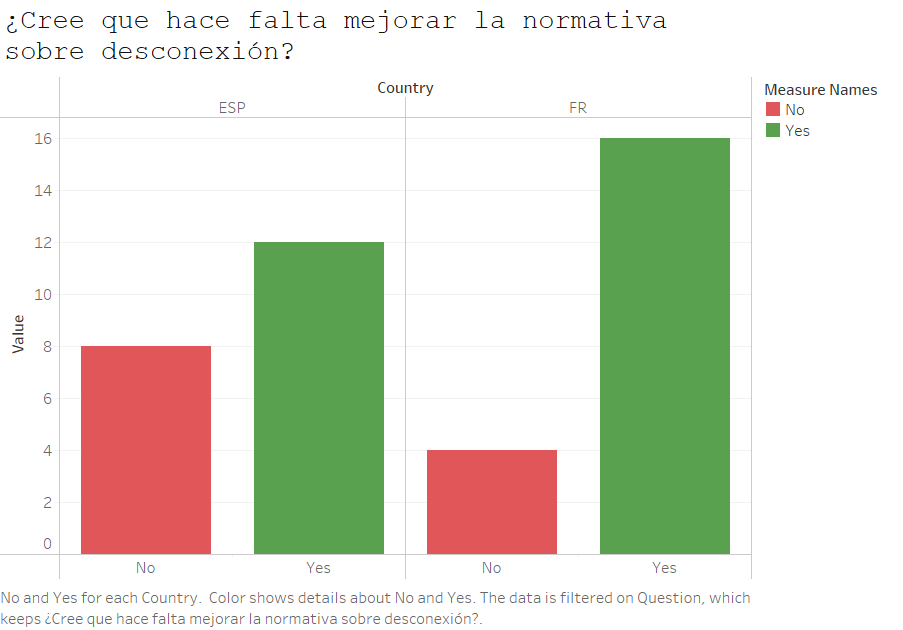 ¿Cree que hace falta mejorar la normativa
sobre desconexión?
Country
ESP
FR
Value
16
14
12
10
8
6
4
2
0
No
Yes
No
Yes
Measure Names
No
Yes
No and Yes for each Country.  Color shows details about No and Yes. The data is filtered on Question, which
keeps ¿Cree que hace falta mejorar la normativa sobre desconexión?.